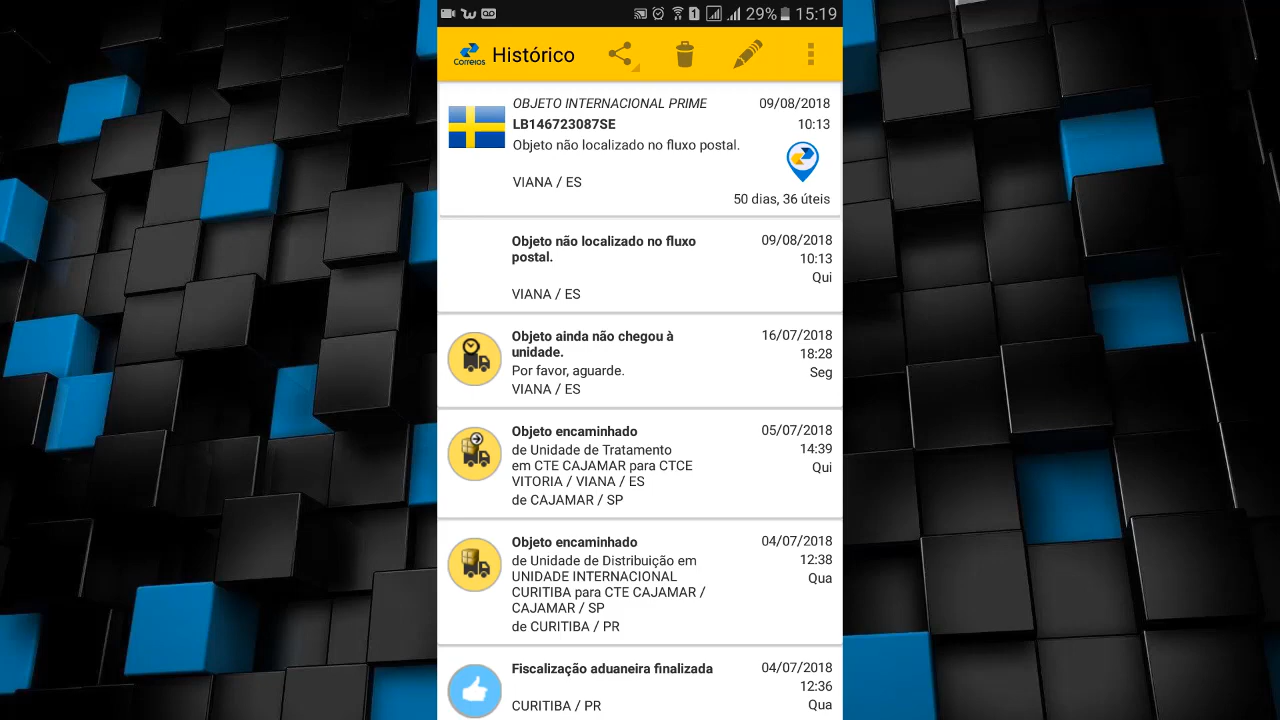 29% 15:19
Correios Histórico
OBJETO INTERNACIONAL PRIME 09/08/2018
LB146723087SE 10:13
Objeto não localizado no fluxo postal.
VIANA / ES
50 dias, 36 úteis
Objeto não localizado no fluxo 09/08/2018
postal. 10:13
Qui
VIANA / ES
Objeto ainda não chegou à 16/07/2018
unidade. 18:28
Por favor, aguarde. Seg
VIANA / ES
Objeto encaminhado 05/07/2018
de Unidade de Tratamento 14:39
em CTE CAJAMAR para CTCE Qui
VITORIA / VIANA / ES
de CAJAMAR / SP
Objeto encaminhado 04/07/2018
de Unidade de Distribuição em 12:38
UNIDADE INTERNACIONAL Qua
CURITIBA para CTE CAJAMAR /
CAJAMAR / SP
de CURITIBA / PR
Fiscalização aduaneira finalizada 04/07/2018
12:36
CURITIBA / PR Qua